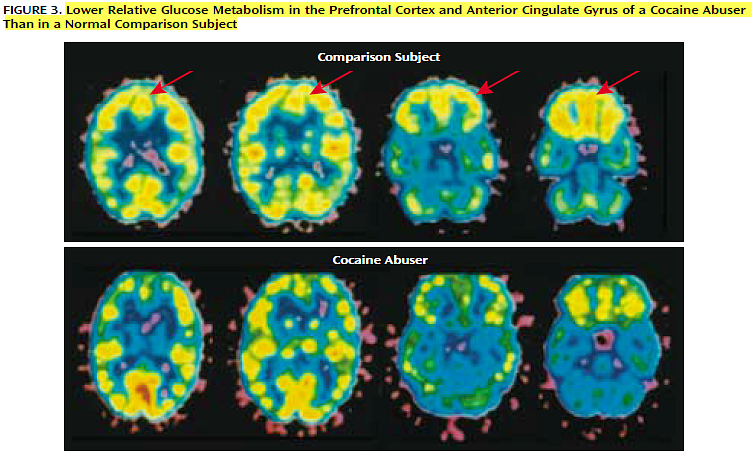 FIGURE 3. Lower Relative Glucose Metabolism in the Prefrontal Cortex and Anterior Cingulate Gyrus of a Cocaine Abuser
Than in a Normal Comparison Subject
Comparison Subject
Cocaine Abuser